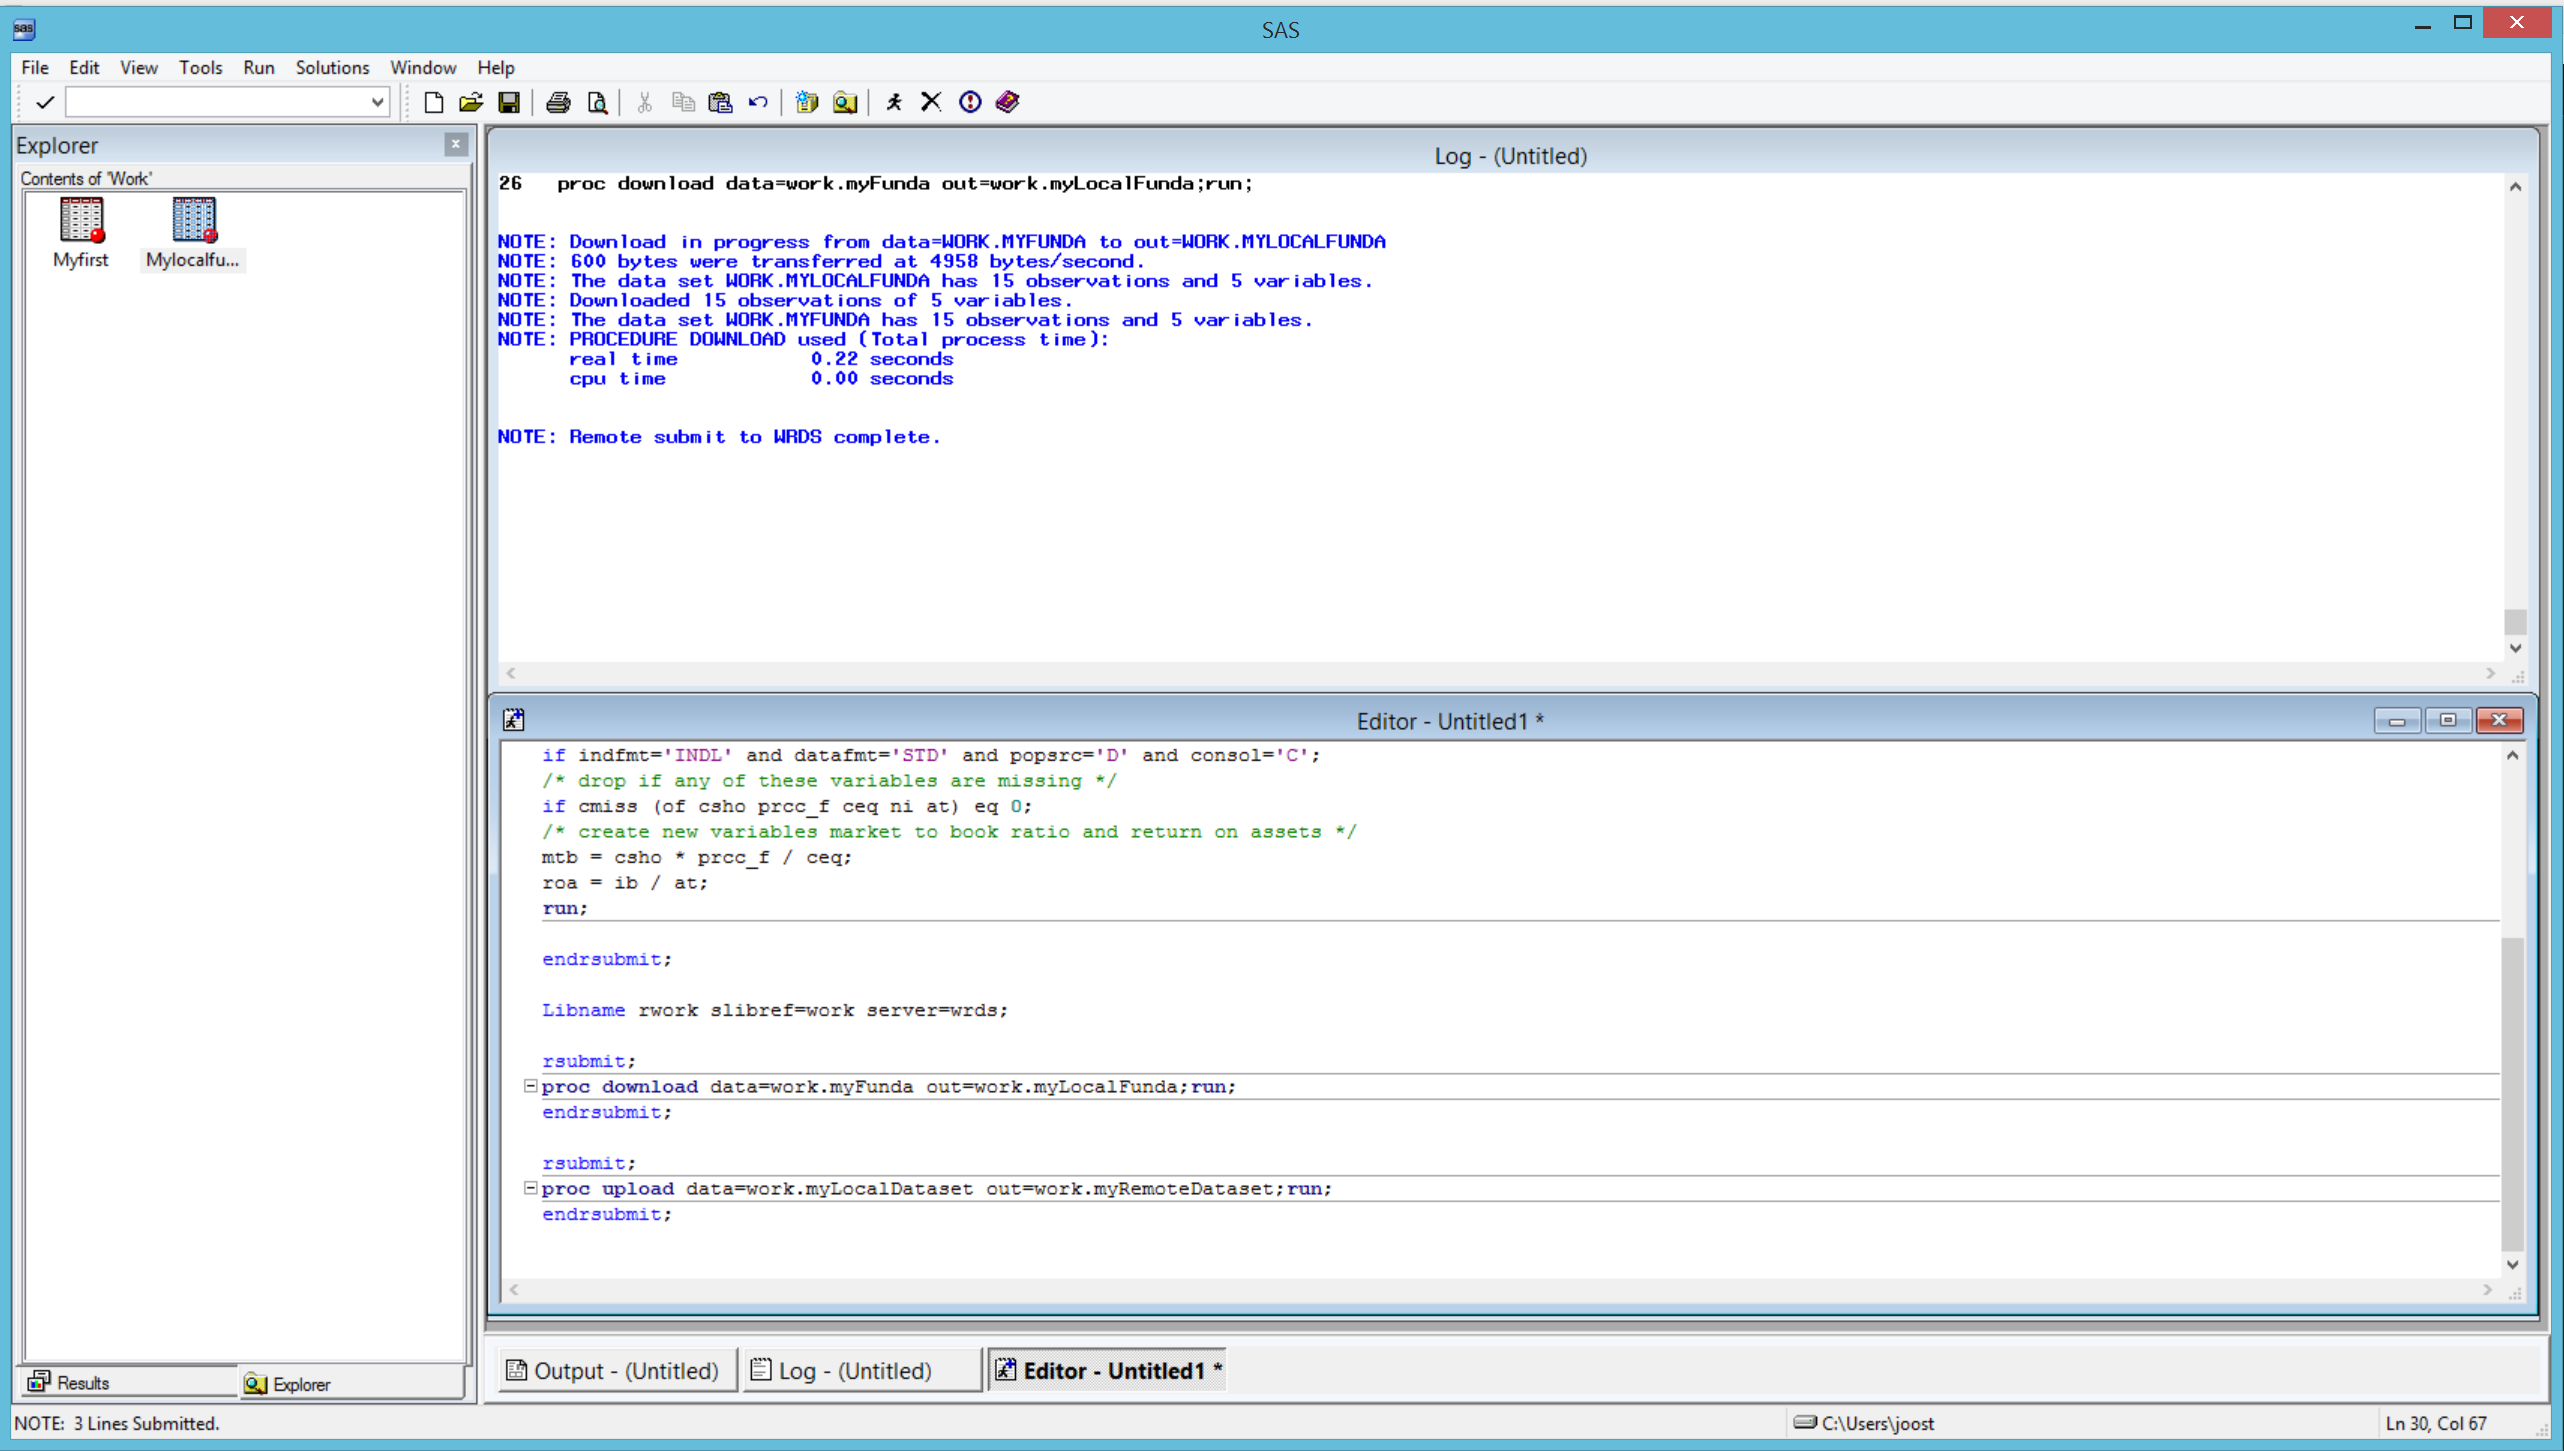 sas
SAS
File Edit View Tools Run Solutions Window Help
Explorer
Contents of 'Work'
Myfirst
Mylocalfu...
Log - (Untitled)
26 proc download data=work.myFunda out=work.myLocalFunda;run;
NOTE: Download in progress from data=WORK.MYFUNDA to out=WORK.MYLOCALFUNDA
NOTE: 600 bytes were transferred at 4958 bytes/second.
NOTE: The data set WORK.MYLOCALFUNDA has 15 observations and 5 variables.
NOTE: Downloaded 15 observations of 5 variables.
NOTE: The data set WORK.MYFUNDA has 15 observations and 5 variables.
NOTE: PROCEDURE DOWNLOAD used (Total process time):
real time 0.22 seconds
cpu time 0.00 seconds
NOTE: Remote submit to WRDS complete.
Editor - Untitled1 *
if indfmt='INDL' and datafmt='STD' and popsrc='D' and consol='C';
/* drop if any of these variables are missing */
if cmiss (of csho prcc_f ceq ni at) eq 0;
/* create new variables market to book ratio and return on assets */
mtb = csho * prcc_f / ceq;
roa = ib / at;
run;
endrsubmit;
Libname rwork slibref=work server=wrds;
rsubmit;
proc download data=work.myFunda out=work.myLocalFunda;run;
endrsubmit;
rsubmit;
proc upload data=work.myLocalDataset out=work.myRemoteDataset;run;
endrsubmit;
Results
Explorer
Output - (Untitled)
Log - (Untitled)
Editor - Untitled1 *
NOTE: 3 Lines Submitted.
C:\Users\joost
Ln 30, Col 67